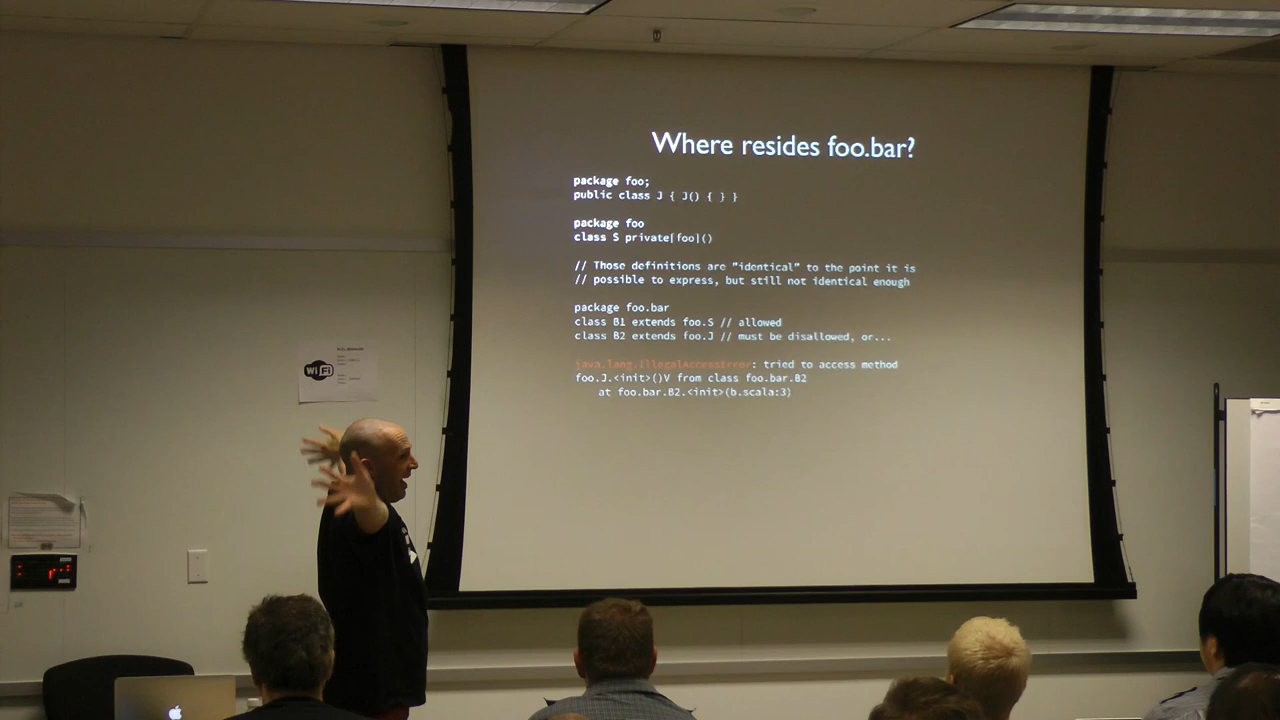 Where resides foo.bar?
package foo;
public class J { J() { } }
package foo
class S private[foo]()
// Those definitions are "identical" to the point it is
// possible to express, but still not identical enough
package foo.bar
class B1 extends foo.S // allowed
class B2 extends foo.J // must be disallowed, or...
java.lang.IllegalAccessError: tried to access method
foo.J.<init>()V from class foo.bar.B2
at foo.bar.B2.<init>(b.scala:3)
Wi Fi